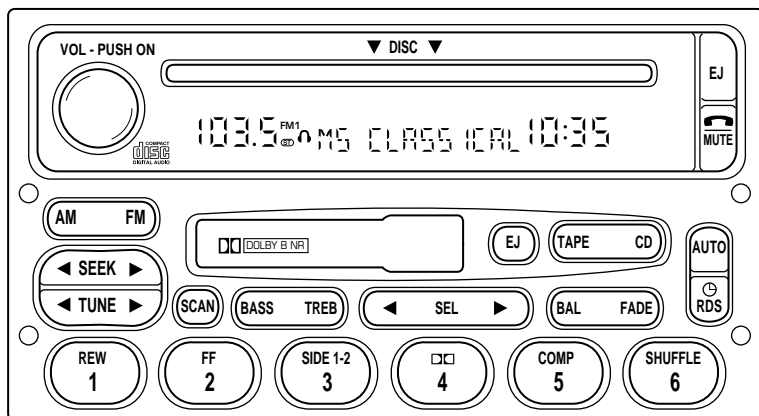 VOL - PUSH ON
▼ DISC ▼
EJ
103.5 FM1 ST MS CLASSICAL 10:35
MUTE
COMPACT
disc
DIGITAL AUDIO
AM FM
DOLBY B NR
EJ
TAPE CD
AUTO
◀ SEEK ▶
◀ TUNE ▶
SCAN
BASS TREB
◀ SEL ▶
BAL FADE
RDS
REW
1
FF
2
SIDE 1-2
3
4
COMP
5
SHUFFLE
6